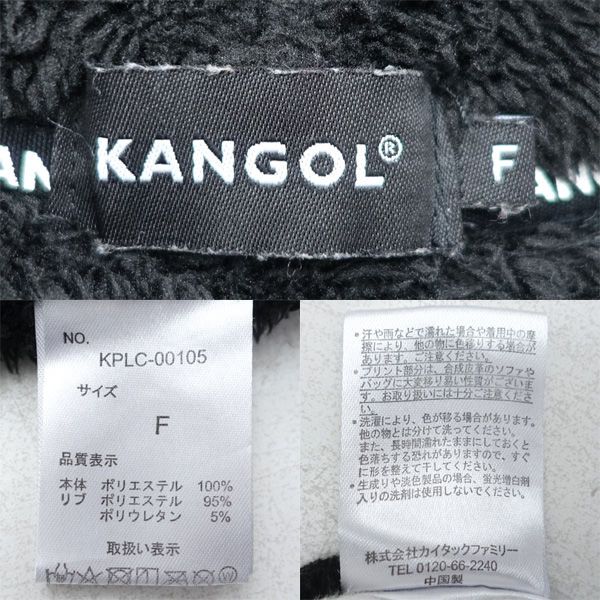 AN
KANGOL®
F
AN
NO.
KPLC-00105
サイズ
F
品質表示
本体 ポリエステル 100%
リブ ポリエステル 95%
ポリウレタン 5%
取扱い表示
・汗や雨などで濡れた場合や着用中の摩
擦により、他の物に色移りする場合が
あります。ご注意ください。
・プリント部分は、合成皮革のソファや
バッグに大変移り易い性質がございま
す。お取り扱いには十分ご注意くださ
い。
・洗濯により、色が移る場合があります。
他の物とは分けて洗ってください。
また、長時間濡れたままにしておくと
色落ちする恐れがありますので、すぐ
に形を整えて干してください。
・生成りや淡色製品の場合、蛍光増白剤
入りの洗剤は使用しないでください。
株式会社カイタックファミリー
TEL 0120-66-2240
中国製